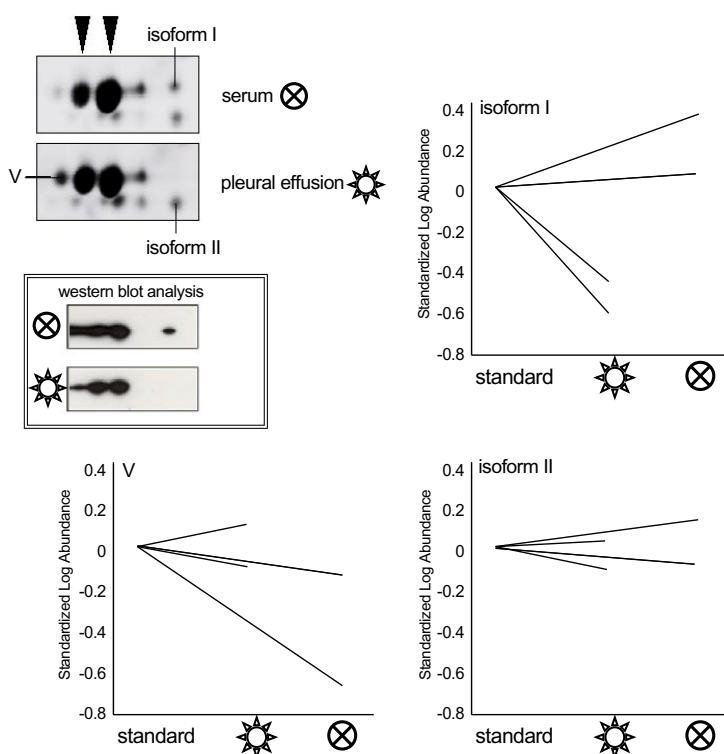 isoform I
serum
V
pleural effusion
isoform II
western blot analysis
isoform I
Standardized Log Abundance
0.4
0.2
0
-0.2
-0.4
-0.6
-0.8
standard
V
Standardized Log Abundance
0.4
0.2
0
-0.2
-0.4
-0.6
-0.8
standard
isoform II
Standardized Log Abundance
0.4
0.2
0
-0.2
-0.4
-0.6
-0.8
standard